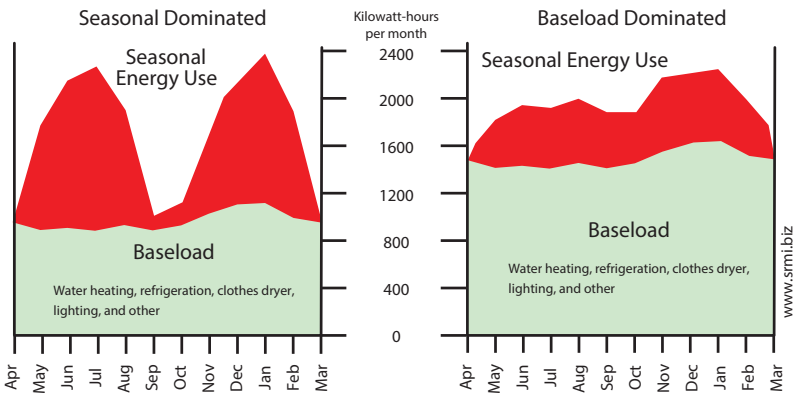 Seasonal Dominated
Seasonal
Energy Use
Baseload
Water heating, refrigeration, clothes dryer,
lighting, and other
Apr May Jun Jul Aug Sep Oct Nov Dec Jan Feb Mar
Kilowatt-hours
per month
2400
2000
1600
1200
800
400
0
Baseload Dominated
Seasonal Energy Use
Baseload
Water heating, refrigeration, clothes dryer,
lighting, and other
Apr May Jun Jul Aug Sep Oct Nov Dec Jan Feb Mar
www.srmi.biz